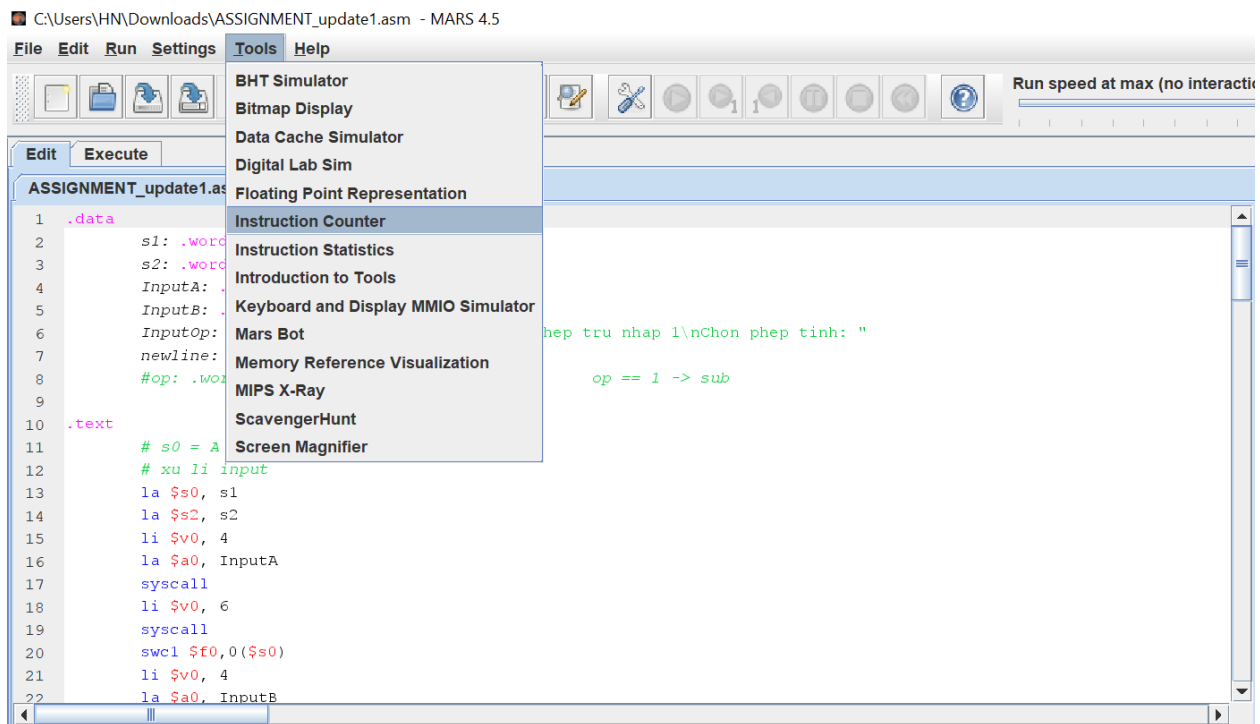 C:\Users\HN\Downloads\ASSIGNMENT_update1.asm - MARS 4.5
File Edit Run Settings Tools Help
Run speed at max (no interactio
BHT Simulator
Bitmap Display
Data Cache Simulator
Digital Lab Sim
Floating Point Representation
Instruction Counter
Instruction Statistics
Introduction to Tools
Keyboard and Display MMIO Simulator
Mars Bot
Memory Reference Visualization
MIPS X-Ray
ScavengerHunt
Screen Magnifier
Edit Execute
ASSIGNMENT_update1.as
1 .data
2 s1: .word
3 s2: .word
4 InputA: .
5 InputB: .
6 InputOp: hep tru nhap 1\nChon phep tinh: "
7 newline:
8 #op: .wor op == 1 -> sub
9
10 .text
11 # s0 = A
12 # xu li input
13 la $s0, s1
14 la $s2, s2
15 li $v0, 4
16 la $a0, InputA
17 syscall
18 li $v0, 6
19 syscall
20 swc1 $f0,0($s0)
21 li $v0, 4
22 la $a0, InputB